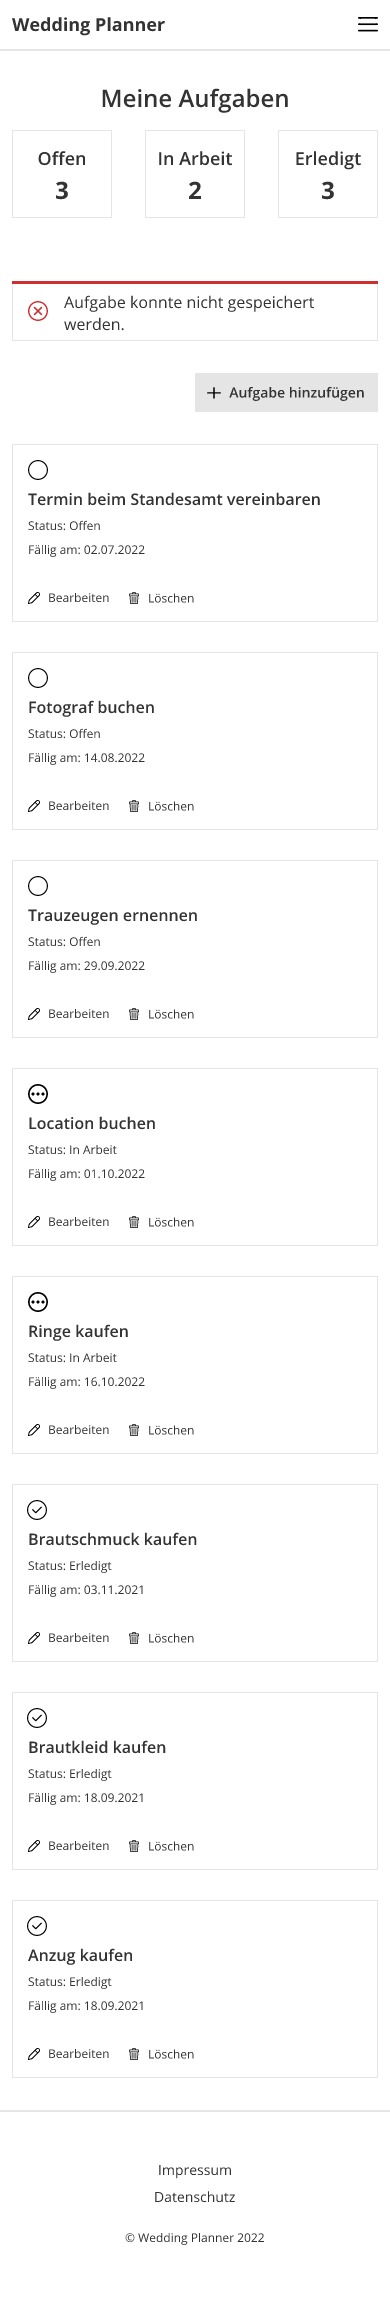 Wedding Planner
Meine Aufgaben
Offen
3
In Arbeit
2
Erledigt
3
Aufgabe konnte nicht gespeichert
werden.
Aufgabe hinzufügen
Termin beim Standesamt vereinbaren
Status: Offen
Fällig am: 02.07.2022
Bearbeiten Löschen
Fotograf buchen
Status: Offen
Fällig am: 14.08.2022
Bearbeiten Löschen
Trauzeugen ernennen
Status: Offen
Fällig am: 29.09.2022
Bearbeiten Löschen
Location buchen
Status: In Arbeit
Fällig am: 01.10.2022
Bearbeiten Löschen
Ringe kaufen
Status: In Arbeit
Fällig am: 16.10.2022
Bearbeiten Löschen
Brautschmuck kaufen
Status: Erledigt
Fällig am: 03.11.2021
Bearbeiten Löschen
Brautkleid kaufen
Status: Erledigt
Fällig am: 18.09.2021
Bearbeiten Löschen
Anzug kaufen
Status: Erledigt
Fällig am: 18.09.2021
Bearbeiten Löschen
Impressum
Datenschutz
© Wedding Planner 2022